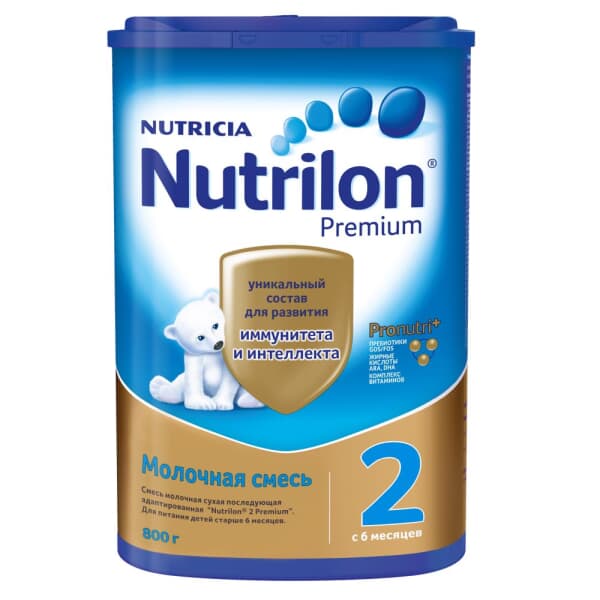 NUTRICIA
Nutrilon®
Premium
уникальный
состав
для развития
иммунитета
и интеллекта
Pronutri+
ПРЕБИОТИКИ
GOS/FOS
ЖИРНЫЕ
КИСЛОТЫ
ARA, DHA
КОМПЛЕКС
ВИТАМИНОВ
Молочная смесь
Смесь молочная сухая последующая
адаптированная "Nutrilon® 2 Premium".
Для питания детей старше 6 месяцев.
800 г
2
с 6 месяцев